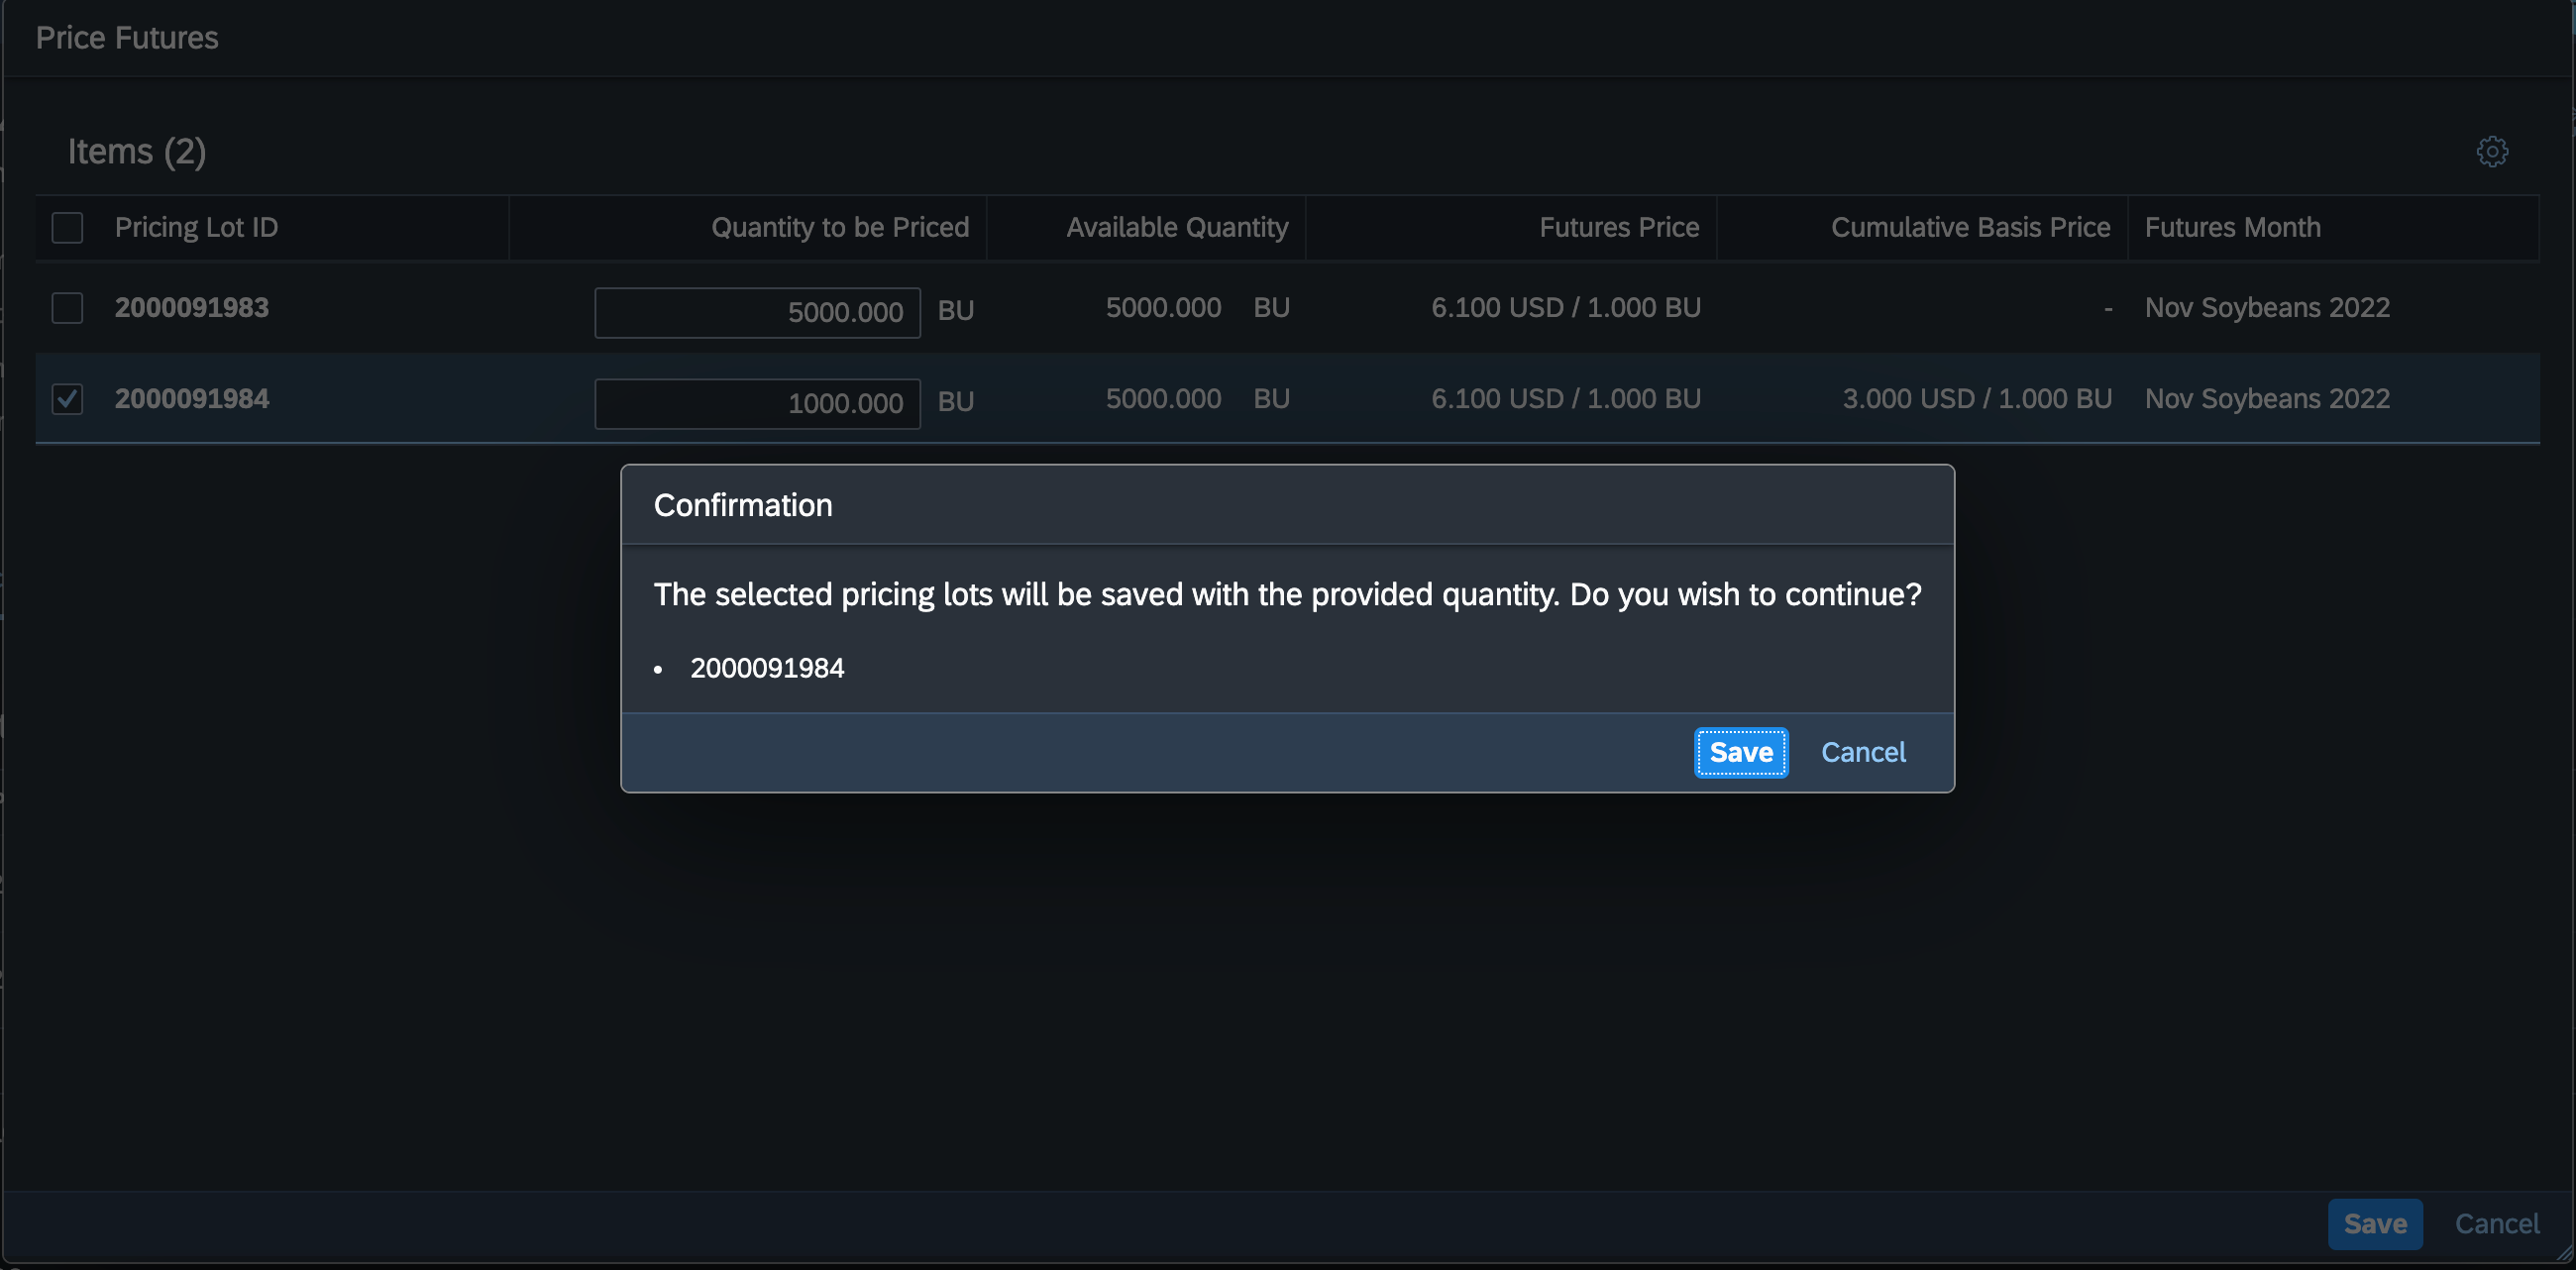 Price Futures
Items (2)
Pricing Lot ID Quantity to be Priced Available Quantity Futures Price Cumulative Basis Price Futures Month
2000091983 5000.000 BU 5000.000 BU 6.100 USD / 1.000 BU - Nov Soybeans 2022
2000091984 1000.000 BU 5000.000 BU 6.100 USD / 1.000 BU 3.000 USD / 1.000 BU Nov Soybeans 2022
Confirmation
The selected pricing lots will be saved with the provided quantity. Do you wish to continue?
• 2000091984
Save Cancel
Save Cancel